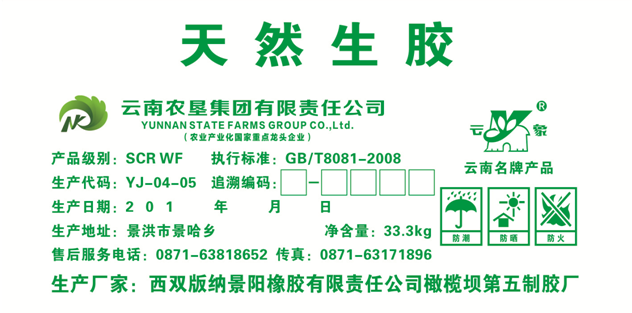 天然生胶
NK
云南农垦集团有限责任公司
YUNNAN STATE FARMS GROUP CO.,Ltd.
(农业产业化国家重点龙头企业)
云 象 ®
云南名牌产品
产品级别: SCR WF 执行标准: GB/T8081-2008
生产代码: YJ-04-05 追溯编码: □-□□□□
生产日期: 2 0 1 年 月 日
生产地址: 景洪市景哈乡 净含量: 33.3kg
售后服务电话: 0871-63818652 传真: 0871-63171896
防潮 防晒 防火
生产厂家: 西双版纳景阳橡胶有限责任公司橄榄坝第五制胶厂